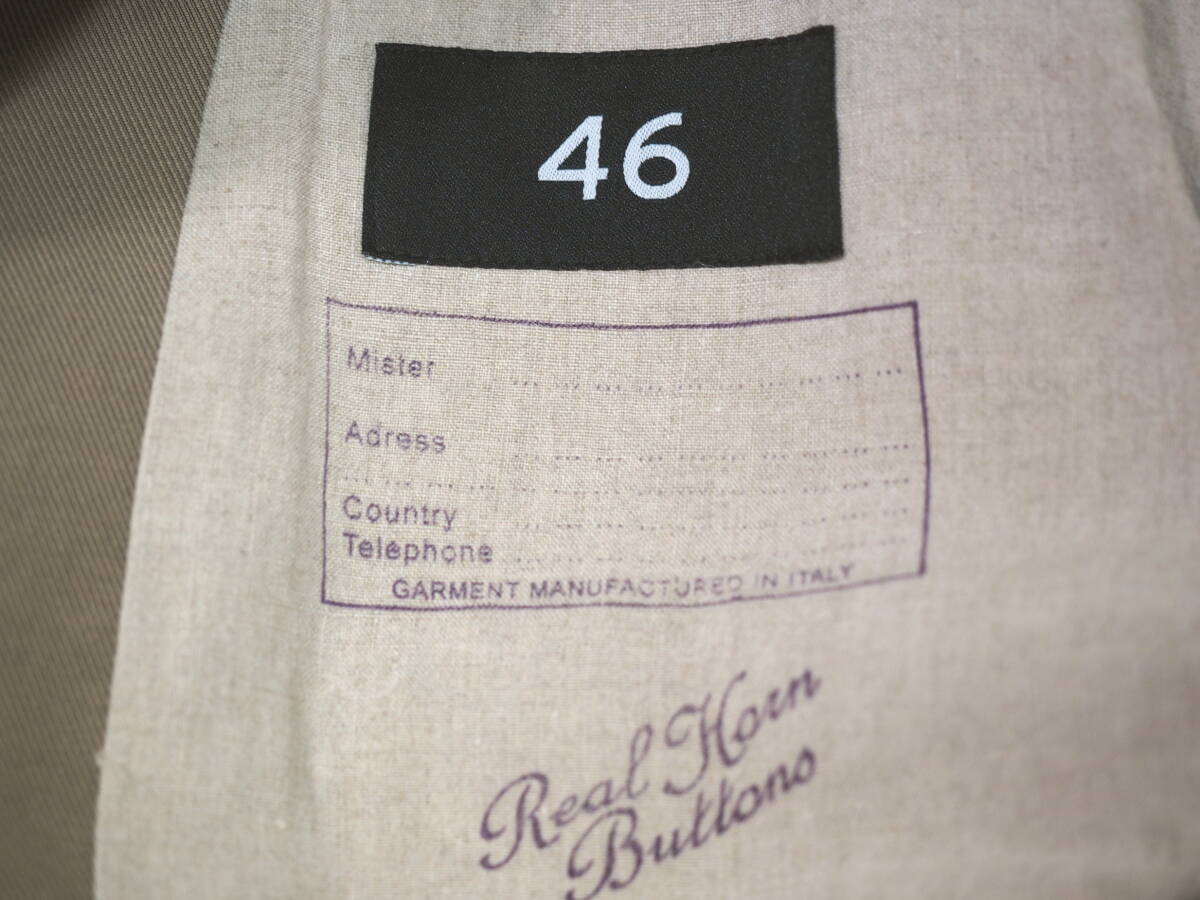 46
Mister ... ... ... ... ... ... ... ... ... ...
Adress ... ... ... ... ... ... ... ... ... ...
... ... ... ... ... ... ... ... ... ... ... ... ... ...
Country ... ... ... ... ... ... ... ... ... ...
Telephone ... ... ... ... ... ... ... ... ... ...
GARMENT MANUFACTURED IN ITALY
Real Horn
Buttons